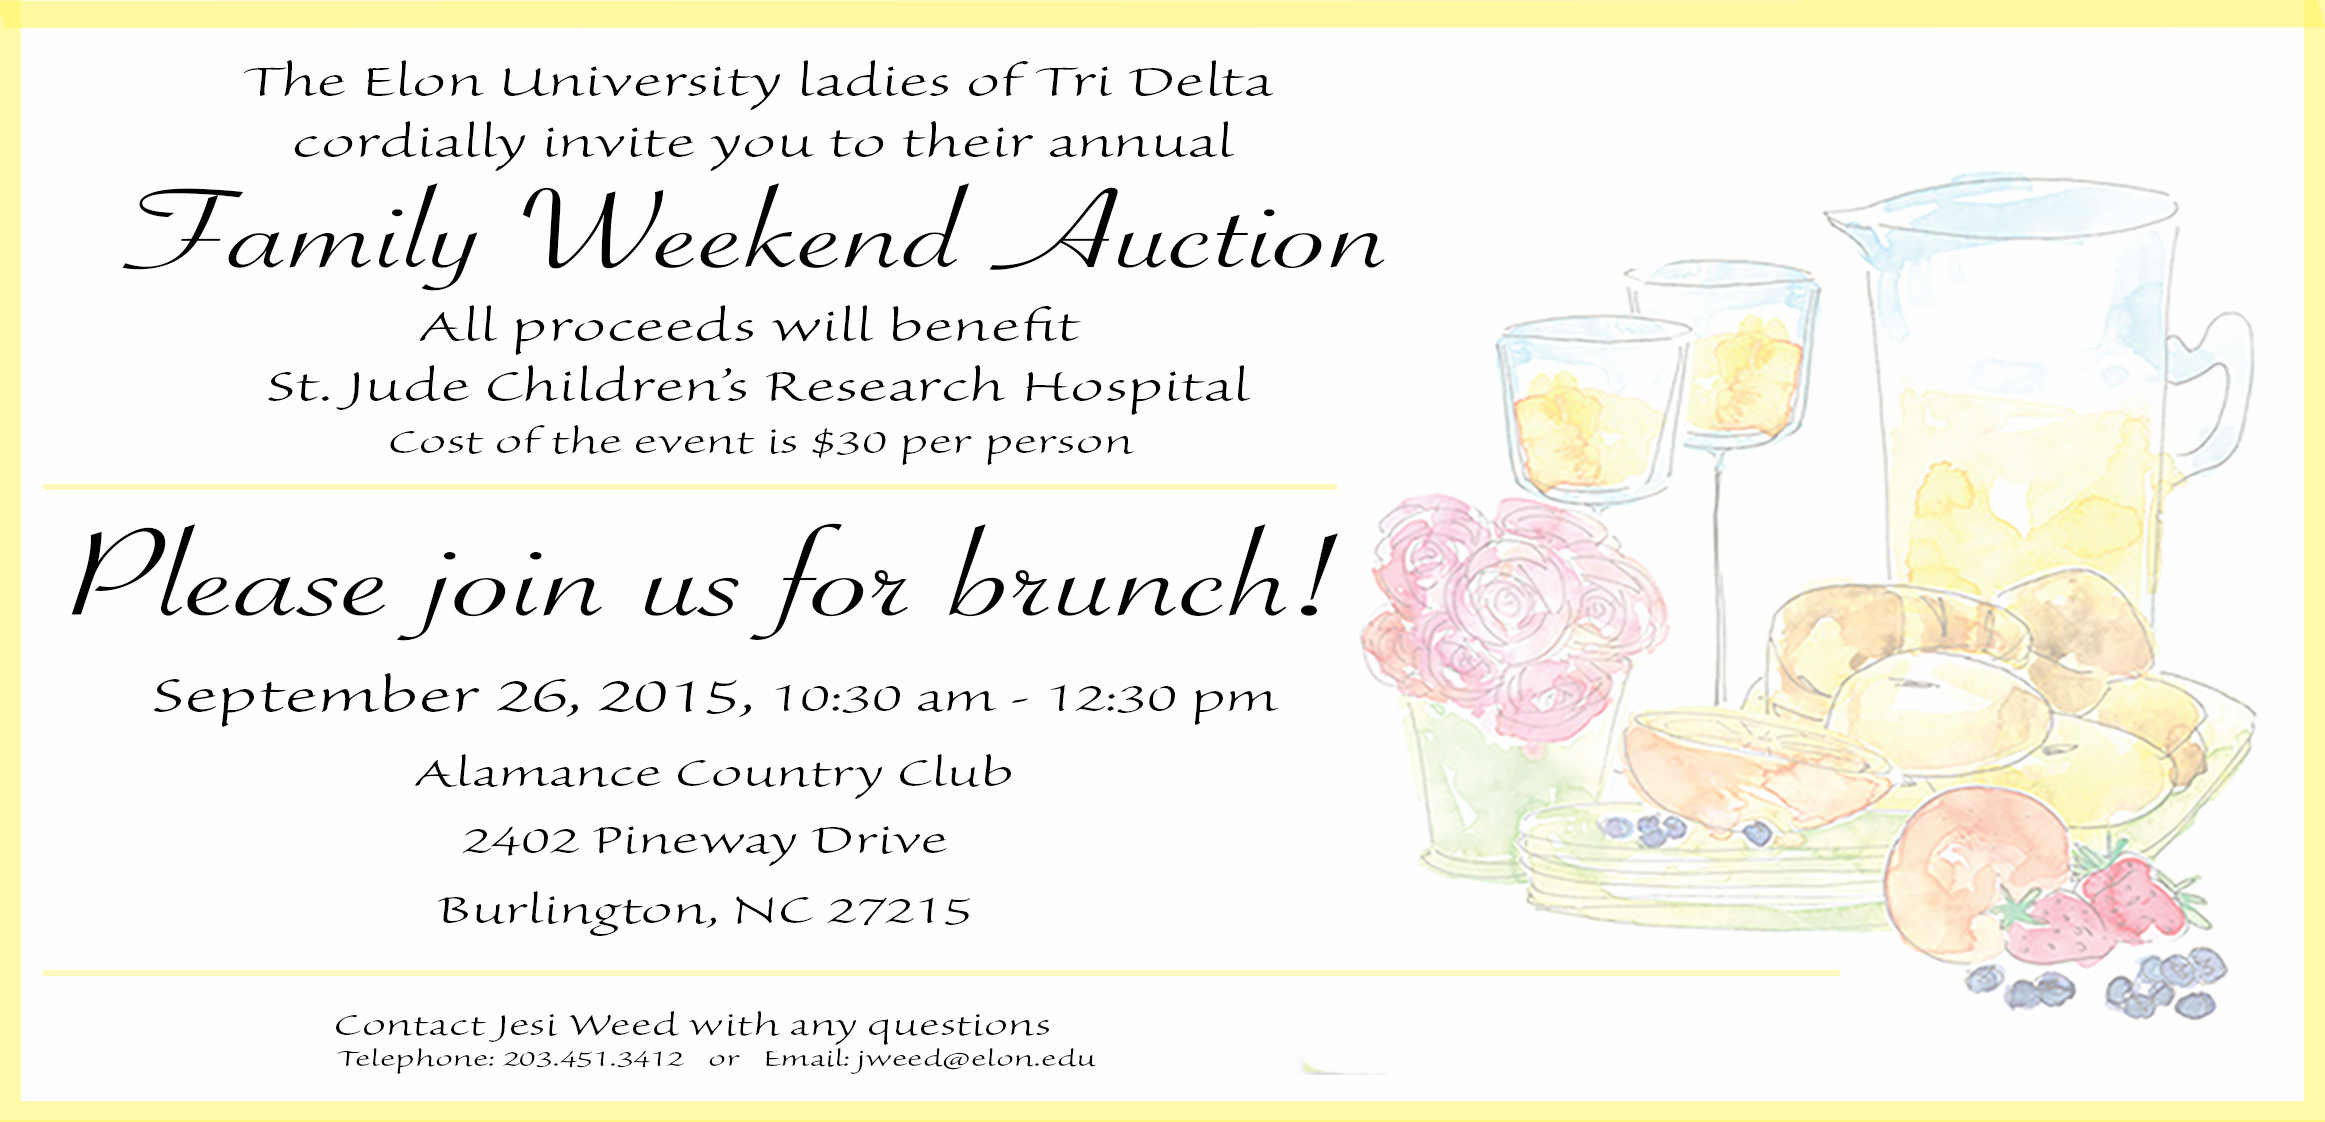 The Elon University ladies of Tri Delta
cordially invite you to their annual
Family Weekend Auction
All proceeds will benefit
St. Jude Children’s Research Hospital
Cost of the event is $30 per person
Please join us for brunch!
September 26, 2015, 10:30 am - 12:30 pm
Alamance Country Club
2402 Pineway Drive
Burlington, NC 27215
Contact Jesi Weed with any questions
Telephone: 203.451.3412 or Email: jweed@elon.edu